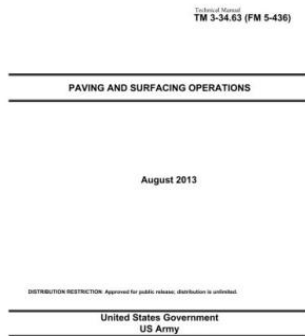 Technical Manual
TM 3-34.63 (FM 5-436)
PAVING AND SURFACING OPERATIONS
August 2013
DISTRIBUTION RESTRICTION: Approved for public release, distribution is unlimited.
United States Government
US Army